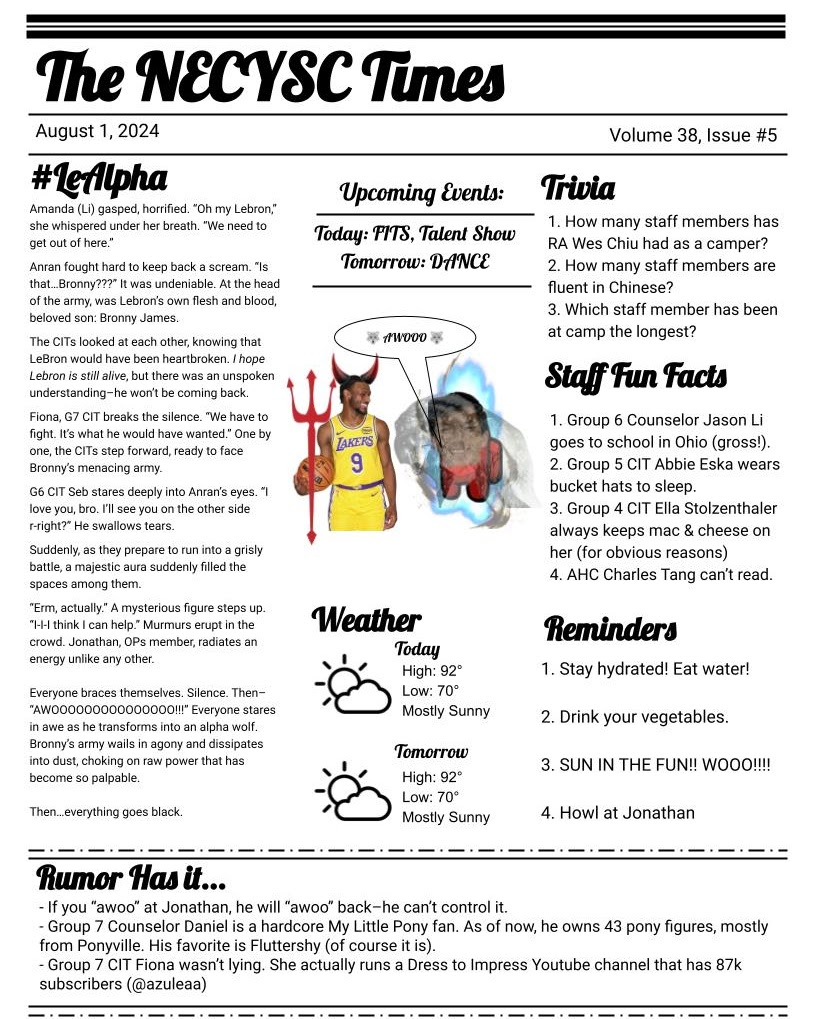 The NECYSC Times
August 1, 2024
Volume 38, Issue #5
#LeAlpha
Amanda (Li) gasped, horrified. “Oh my Lebron,”
she whispered under her breath. “We need to
get out of here.”
Anran fought hard to keep back a scream. “Is
that…Bronny???” It was undeniable. At the head
of the army, was Lebron’s own flesh and blood,
beloved son: Bronny James.
The CITs looked at each other, knowing that
LeBron would have been heartbroken. I hope
Lebron is still alive, but there was an unspoken
understanding–he won’t be coming back.
Fiona, G7 CIT breaks the silence. “We have to
fight. It’s what he would have wanted.” One by
one, the CITs step forward, ready to face
Bronny’s menacing army.
G6 CIT Seb stares deeply into Anran’s eyes. “I
love you, bro. I’ll see you on the other side
r-right?” He swallows tears.
Suddenly, as they prepare to run into a grisly
battle, a majestic aura suddenly filled the
spaces among them.
“Erm, actually.” A mysterious figure steps up.
“I-I-I think I can help.” Murmurs erupt in the
crowd. Jonathan, OPs member, radiates an
energy unlike any other.
Everyone braces themselves. Silence. Then–
“AWOOOOOOOOOOOOOOO!!!” Everyone stares
in awe as he transforms into an alpha wolf.
Bronny’s army wails in agony and dissipates
into dust, choking on raw power that has
become so palpable.
Then…everything goes black.
Upcoming Events:
Today: FITS, Talent Show
Tomorrow: DANCE
🐺 AWOOO 🐺
LAKERS
9
Weather
Today
High: 92°
Low: 70°
Mostly Sunny
Tomorrow
High: 92°
Low: 70°
Mostly Sunny
Trivia
1. How many staff members has
RA Wes Chiu had as a camper?
2. How many staff members are
fluent in Chinese?
3. Which staff member has been
at camp the longest?
Staff Fun Facts
1. Group 6 Counselor Jason Li
goes to school in Ohio (gross!).
2. Group 5 CIT Abbie Eska wears
bucket hats to sleep.
3. Group 4 CIT Ella Stolzenthaler
always keeps mac & cheese on
her (for obvious reasons)
4. AHC Charles Tang can’t read.
Reminders
1. Stay hydrated! Eat water!
2. Drink your vegetables.
3. SUN IN THE FUN!! WOOO!!!!
4. Howl at Jonathan
Rumor Has it...
- If you “awoo” at Jonathan, he will “awoo” back–he can’t control it.
- Group 7 Counselor Daniel is a hardcore My Little Pony fan. As of now, he owns 43 pony figures, mostly
from Ponyville. His favorite is Fluttershy (of course it is).
- Group 7 CIT Fiona wasn’t lying. She actually runs a Dress to Impress Youtube channel that has 87k
subscribers (@azuleaa)